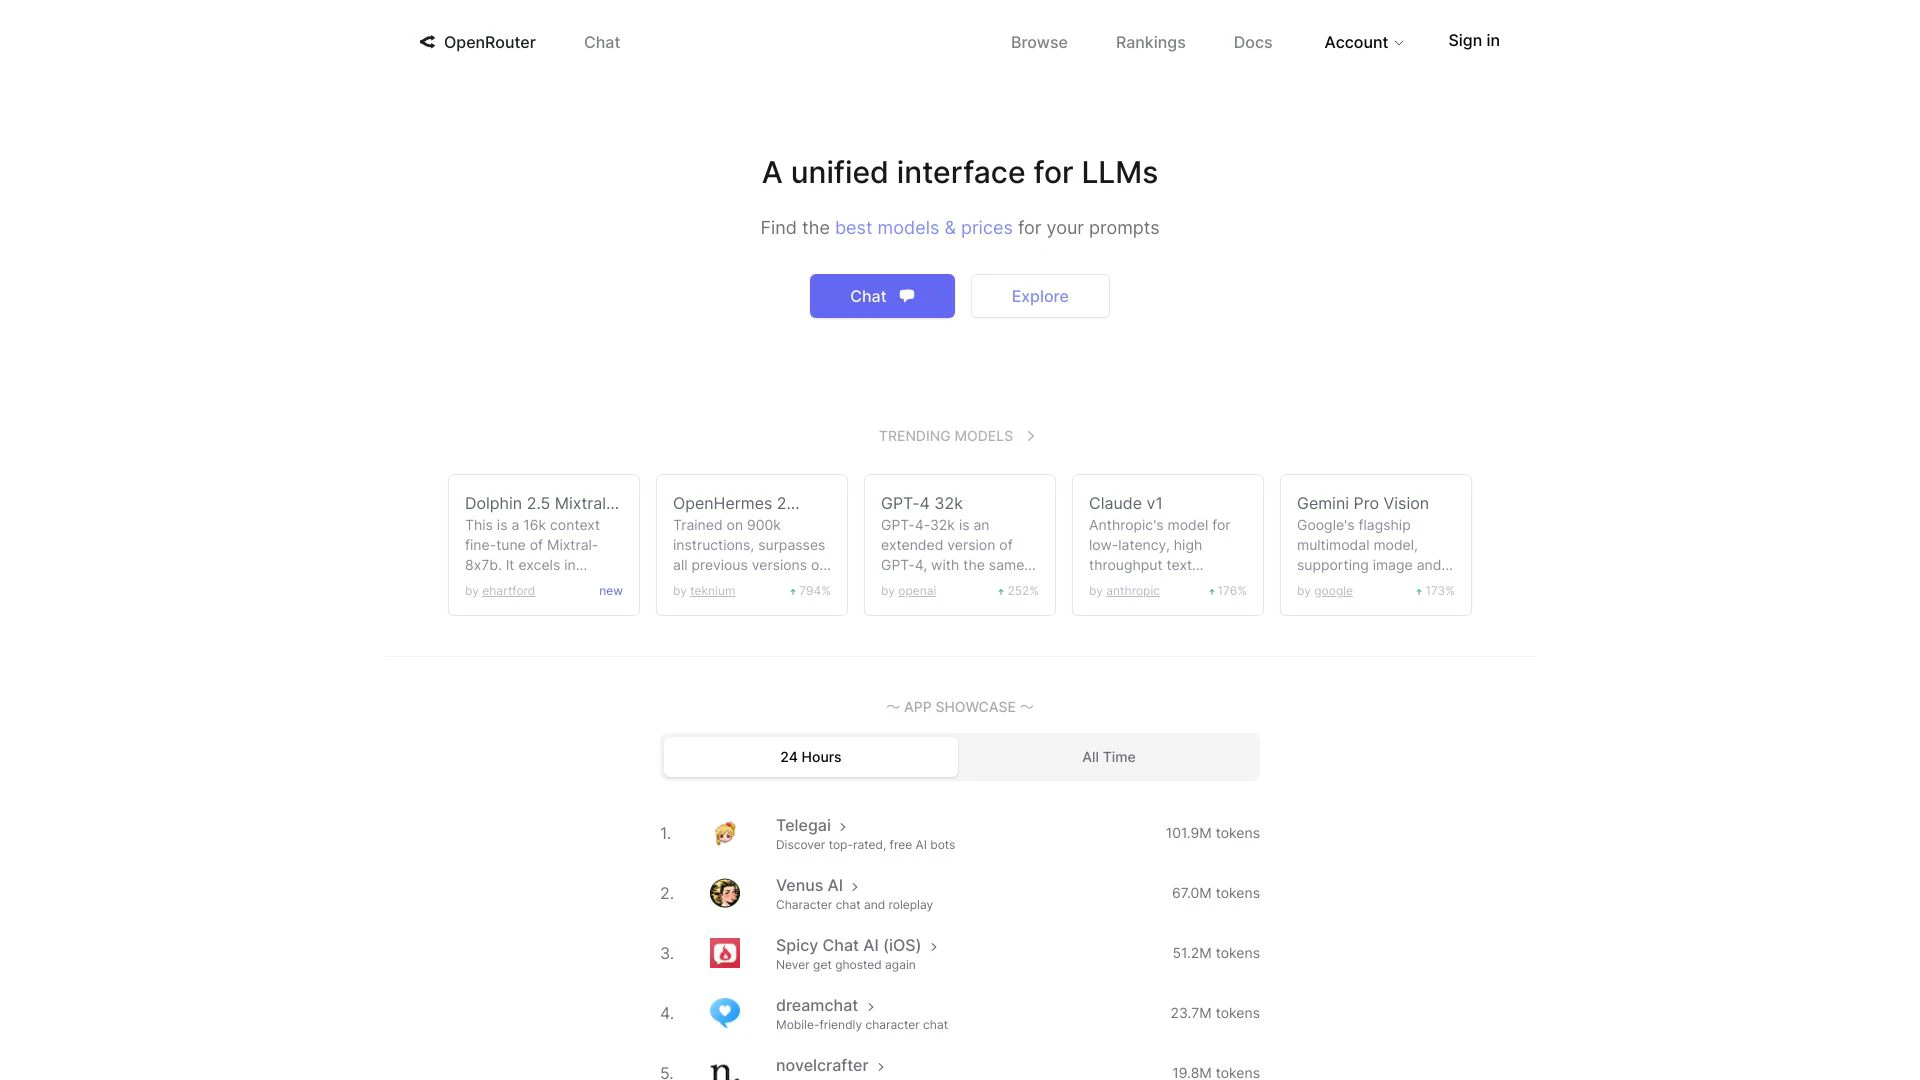 OpenRouter
Chat
Browse
Rankings
Docs
Account
Sign in
A unified interface for LLMs
Find the best models & prices for your prompts
Chat
Explore
TRENDING MODELS
Dolphin 2.5 Mixtral...
This is a 16k context
fine-tune of Mixtral-
8x7b. It excels in...
by ehartford
new
OpenHermes 2...
Trained on 900k
instructions, surpasses
all previous versions o...
by teknium
794%
GPT-4 32k
GPT-4-32k is an
extended version of
GPT-4, with the same...
by openai
252%
Claude v1
Anthropic's model for
low-latency, high
throughput text...
by anthropic
176%
Gemini Pro Vision
Google's flagship
multimodal model,
supporting image and...
by google
173%
～ APP SHOWCASE ～
24 Hours
All Time
1.
Telegai
Discover top-rated, free AI bots
101.9M tokens
2.
Venus AI
Character chat and roleplay
67.0M tokens
3.
Spicy Chat AI (iOS)
Never get ghosted again
51.2M tokens
4.
dreamchat
Mobile-friendly character chat
23.7M tokens
5.
n.
novelcrafter
19.8M tokens